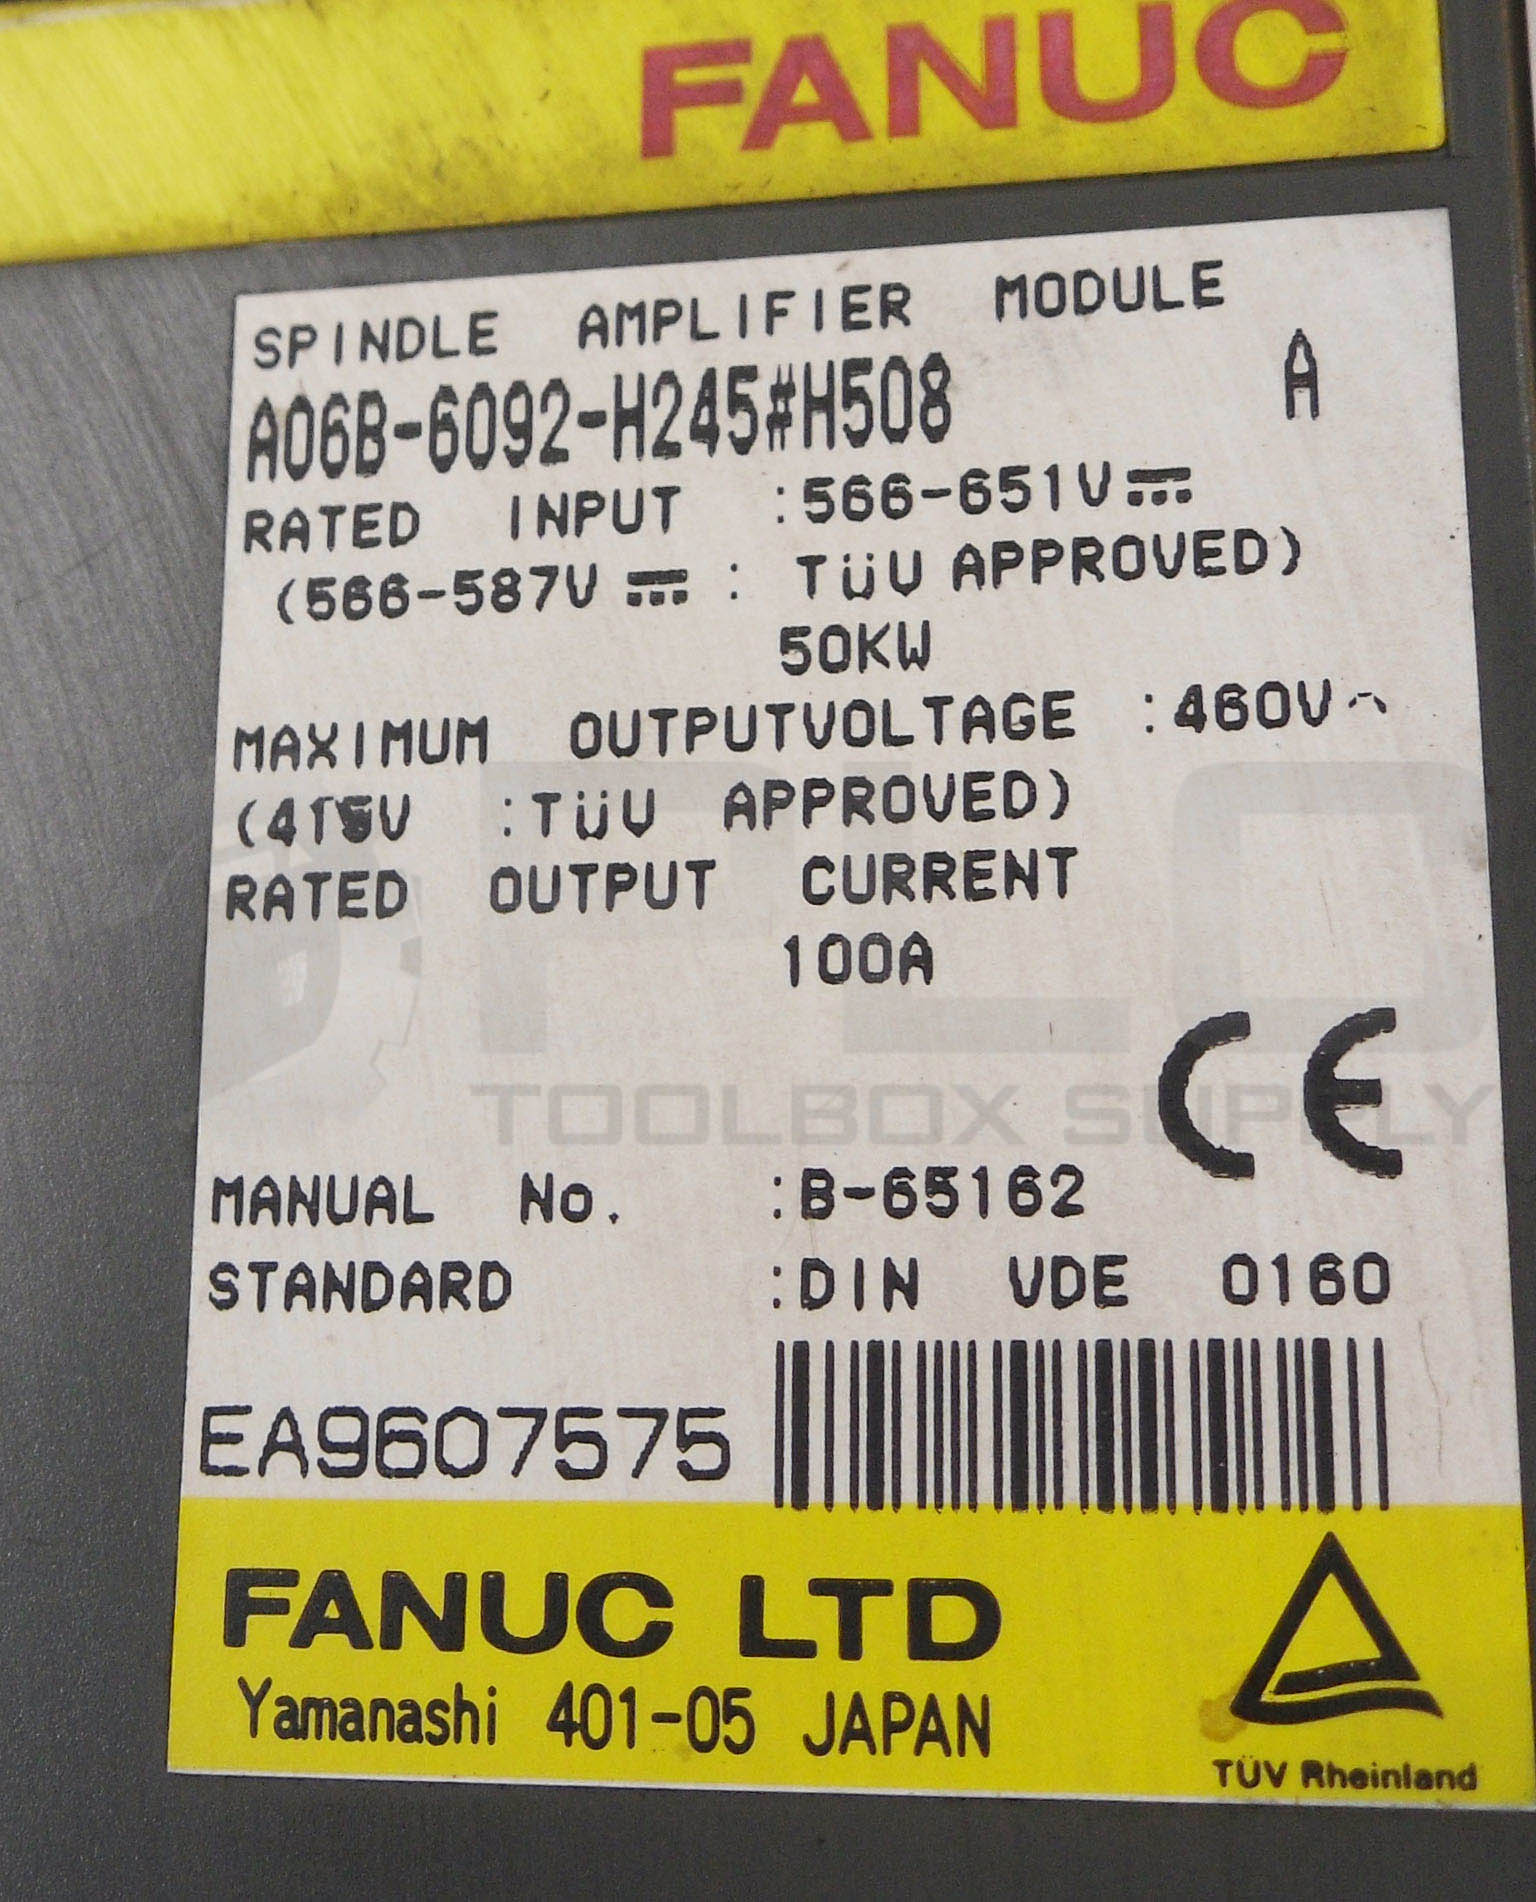 FANUC
SPINDLE AMPLIFIER MODULE
A06B-6092-H245#H508 A
RATED INPUT :566-651V⎓
(566-587V⎓ : TÜV APPROVED)
50KW
MAXIMUM OUTPUTVOLTAGE :460V~
(415V :TÜV APPROVED)
RATED OUTPUT CURRENT
100A
PLC
TOOLBOX SUPPLY
CE
MANUAL No. :B-65162
STANDARD :DIN VDE 0160
EA9607575
FANUC LTD
Yamanashi 401-05 JAPAN
TÜV Rheinland